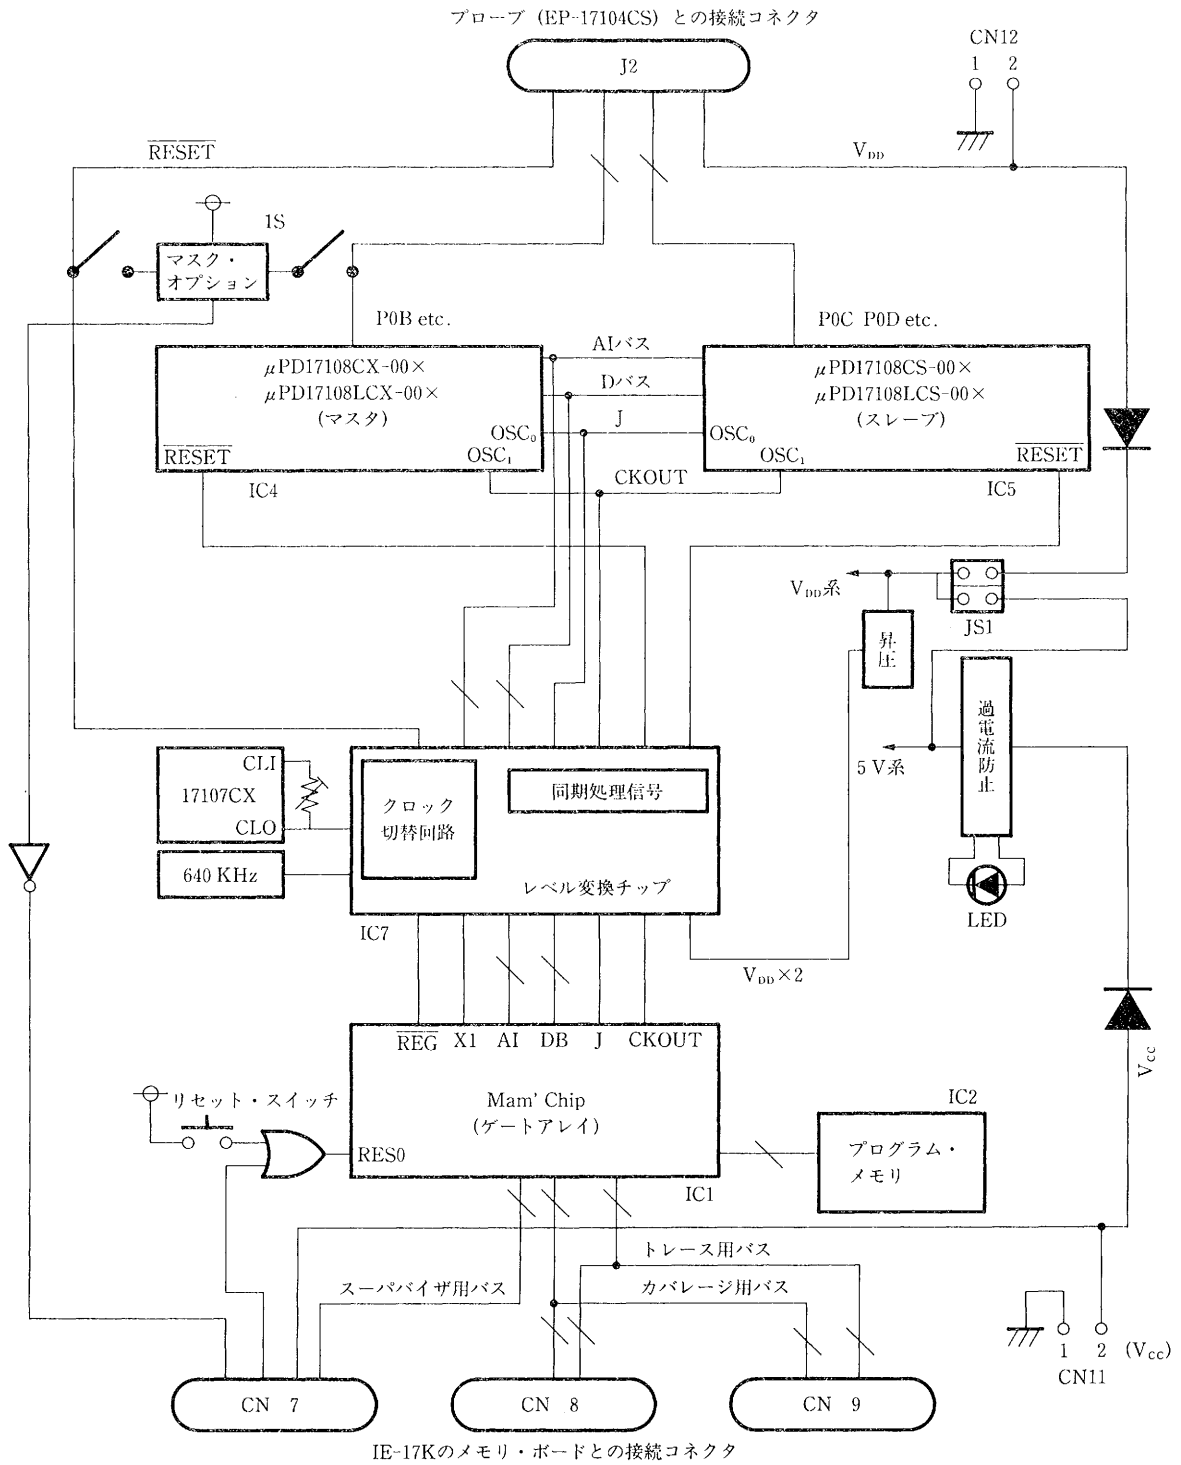 プローブ (EP-17104CS) との接続コネクタ
J2
CN12
1 2
RESET
V_DD
1S
マスク・
オプション
P0B etc.
P0C P0D etc.
μPD17108CX-00×
μPD17108LCX-00×
(マスタ)
OSC₀
RESET
OSC₁
IC4
AIバス
Dバス
J
CKOUT
μPD17108CS-00×
μPD17108LCS-00×
(スレーブ)
OSC₀
OSC₁
RESET
IC5
V_DD系
JS1
昇圧
過電流防止
5V系
LED
CLI
17107CX
CLO
640 KHz
クロック
切替回路
同期処理信号
レベル変換チップ
IC7
V_DD×2
REG X1 AI DB J CKOUT
Mam' Chip
(ゲートアレイ)
RES0
IC1
リセット・スイッチ
IC2
プログラム・
メモリ
V_CC
トレース用バス
スーパバイザ用バス
カバレージ用バス
1 2 (V_CC)
CN11
CN 7
CN 8
CN 9
IE-17Kのメモリ・ボードとの接続コネクタ